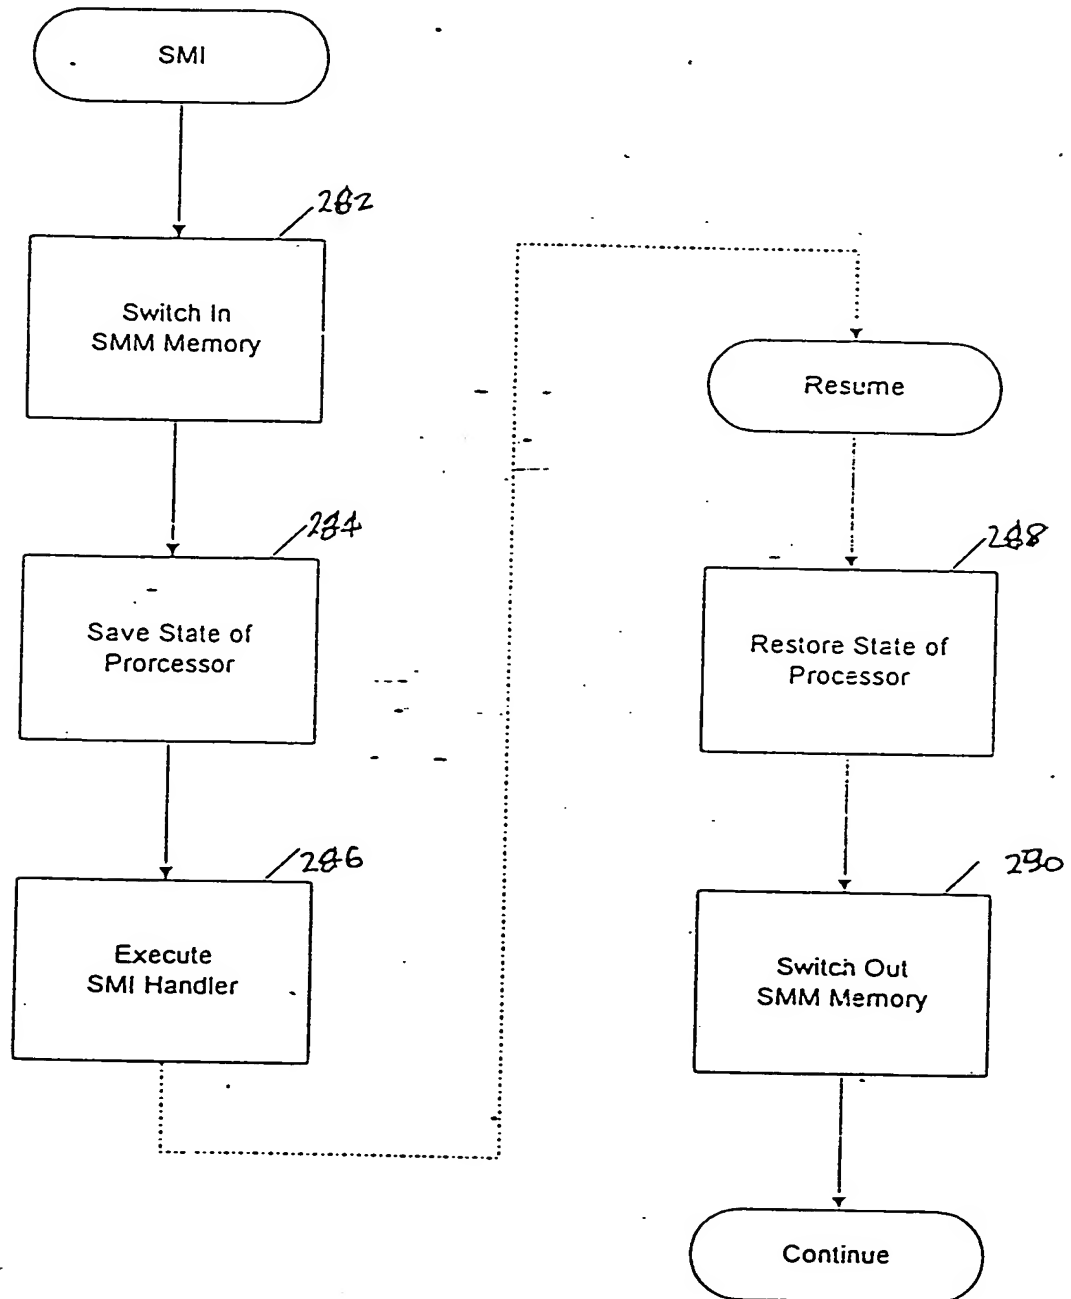 SMI
282
Switch In
SMM Memory
284
Save State of
Prorcessor
286
Execute
SMI Handler
Resume
288
Restore State of
Processor
290
Switch Out
SMM Memory
Continue